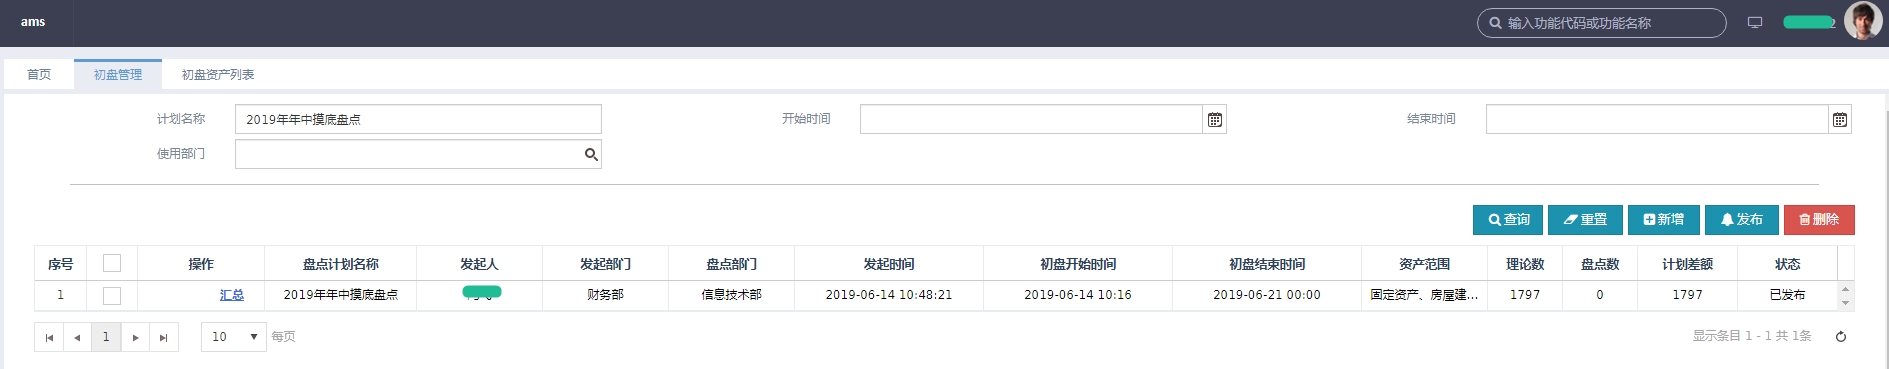 ams
输入功能代码或功能名称
首页 初盘管理 初盘资产列表
计划名称 2019年年中摸底盘点 开始时间 结束时间
使用部门
查询 重置 新增 发布 删除
序号 操作 盘点计划名称 发起人 发起部门 盘点部门 发起时间 初盘开始时间 初盘结束时间 资产范围 理论数 盘点数 计划差额 状态
1 汇总 2019年年中摸底盘点 财务部 信息技术部 2019-06-14 10:48:21 2019-06-14 10:16 2019-06-21 00:00 固定资产、房屋建... 1797 0 1797 已发布
1 10 每页 显示条目 1 - 1 共 1条